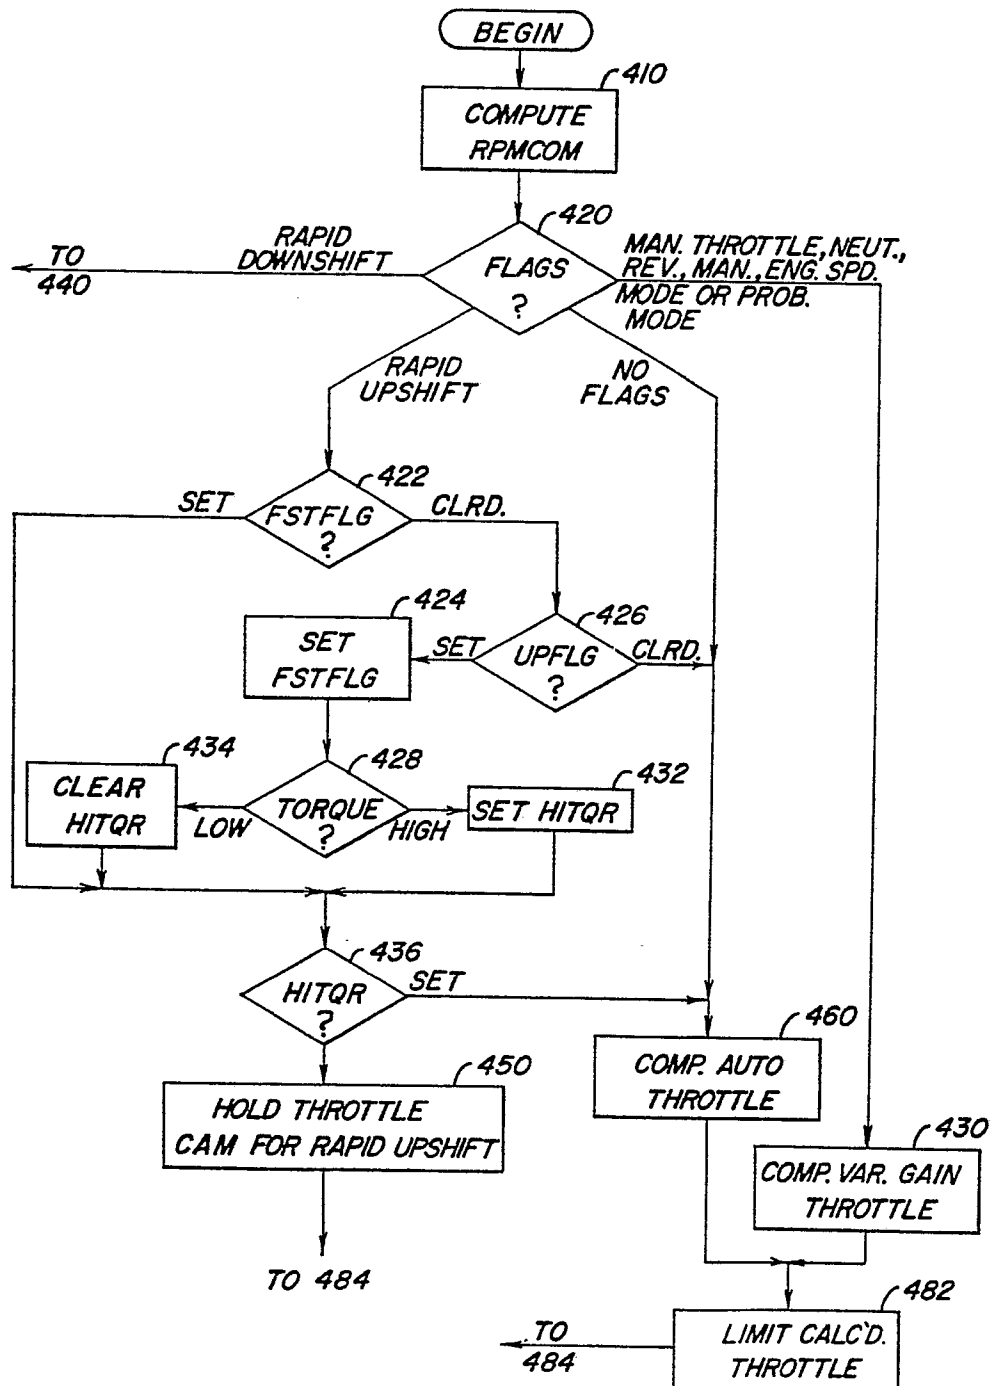 BEGIN
410
COMPUTE
RPMCOM
420
RAPID
DOWNSHIFT
TO
440
FLAGS
?
MAN. THROTTLE, NEUT.,
REV., MAN., ENG. SPD.
MODE OR PROB.
MODE
RAPID
UPSHIFT
NO
FLAGS
422
SET
FSTFLG
?
CLRD.
424
SET
FSTFLG
426
SET
UPFLG
?
CLRD.
434
CLEAR
HITQR
428
LOW
TORQUE
?
HIGH
432
SET HITQR
436
HITQR
?
SET
450
HOLD THROTTLE
CAM FOR RAPID UPSHIFT
TO 484
460
COMP. AUTO
THROTTLE
430
COMP. VAR. GAIN
THROTTLE
482
LIMIT CALC'D.
THROTTLE
TO
484